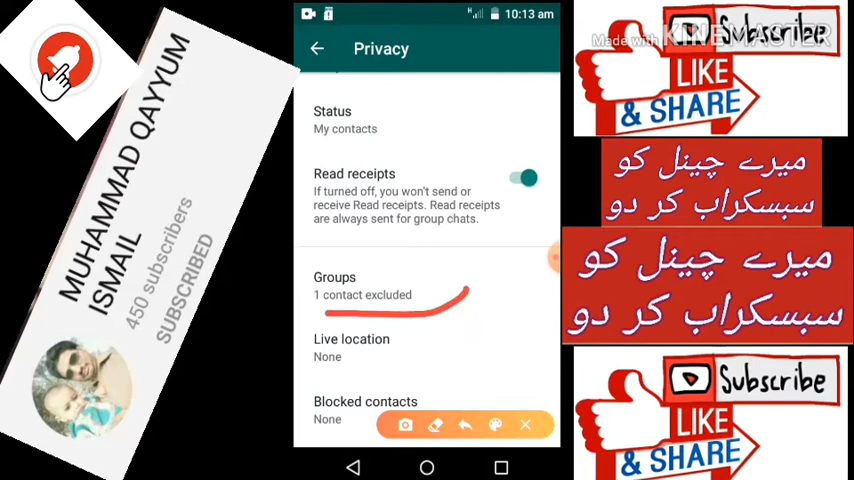 MUHAMMAD QAYYUM
ISMAIL
450 subscribers
SUBSCRIBED
10:13 am
Privacy
Status
My contacts
Read receipts
If turned off, you won't send or
receive Read receipts. Read receipts
are always sent for group chats.
Groups
1 contact excluded
Live location
None
Blocked contacts
None
Subscribe
Made with KINEMASTER
LIKE
& SHARE
میرے چینل کو
سبسکراب کر دو
میرے چینل کو
سبسکراب کر دو
Subscribe
LIKE
& SHARE